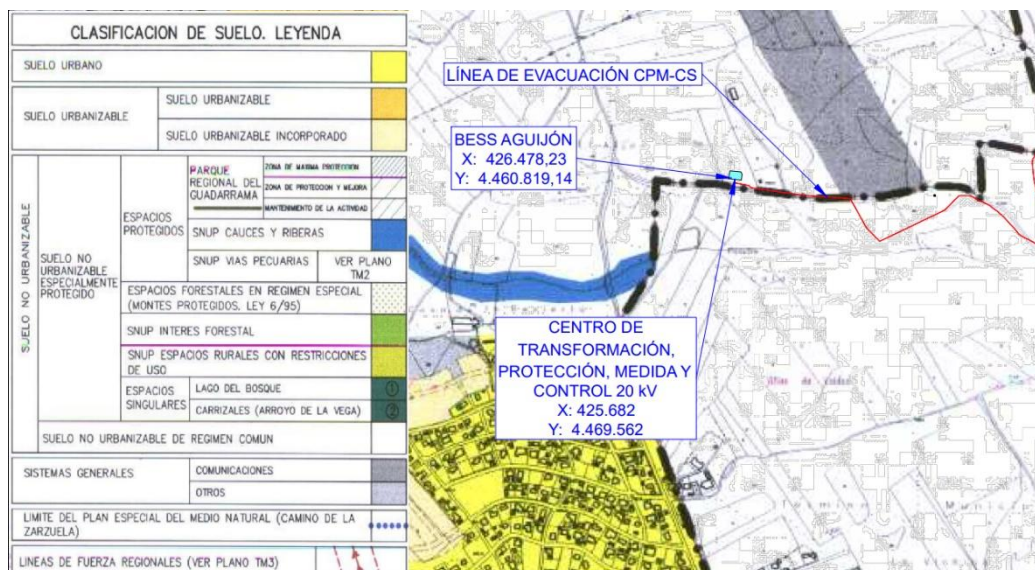 CLASIFICACION DE SUELO. LEYENDA
SUELO URBANO
SUELO URBANIZABLE
SUELO URBANIZABLE
SUELO URBANIZABLE INCORPORADO
SUELO NO URBANIZABLE
SUELO NO
URBANIZABLE
ESPECIALMENTE
PROTEGIDO
ESPACIOS
PROTEGIDOS
PARQUE
REGIONAL DEL
GUADARRAMA
ZONA DE MAXIMA PROTECCION
ZONA DE PROTECCION Y MEJORA
MANTENIMIENTO DE LA ACTIVIDAD
SNUP CAUCES Y RIBERAS
SNUP VIAS PECUARIAS
VER PLANO
TM2
ESPACIOS FORESTALES EN REGIMEN ESPECIAL
(MONTES PROTEGIDOS. LEY 6/95)
SNUP INTERES FORESTAL
SNUP ESPACIOS RURALES CON RESTRICCIONES
DE USO
ESPACIOS
SINGULARES
LAGO DEL BOSQUE
1
CARRIZALES (ARROYO DE LA VEGA)
2
SUELO NO URBANIZABLE DE REGIMEN COMUN
SISTEMAS GENERALES
COMUNICACIONES
OTROS
LIMITE DEL PLAN ESPECIAL DEL MEDIO NATURAL (CAMINO DE LA
ZARZUELA)
LINEAS DE FUERZA REGIONALES (VER PLANO TM3)
LÍNEA DE EVACUACIÓN CPM-CS
BESS AGUIJÓN
X: 426.478,23
Y: 4.460.819,14
CENTRO DE
TRANSFORMACIÓN,
PROTECCIÓN, MEDIDA Y
CONTROL 20 kV
X: 425.682
Y: 4.469.562